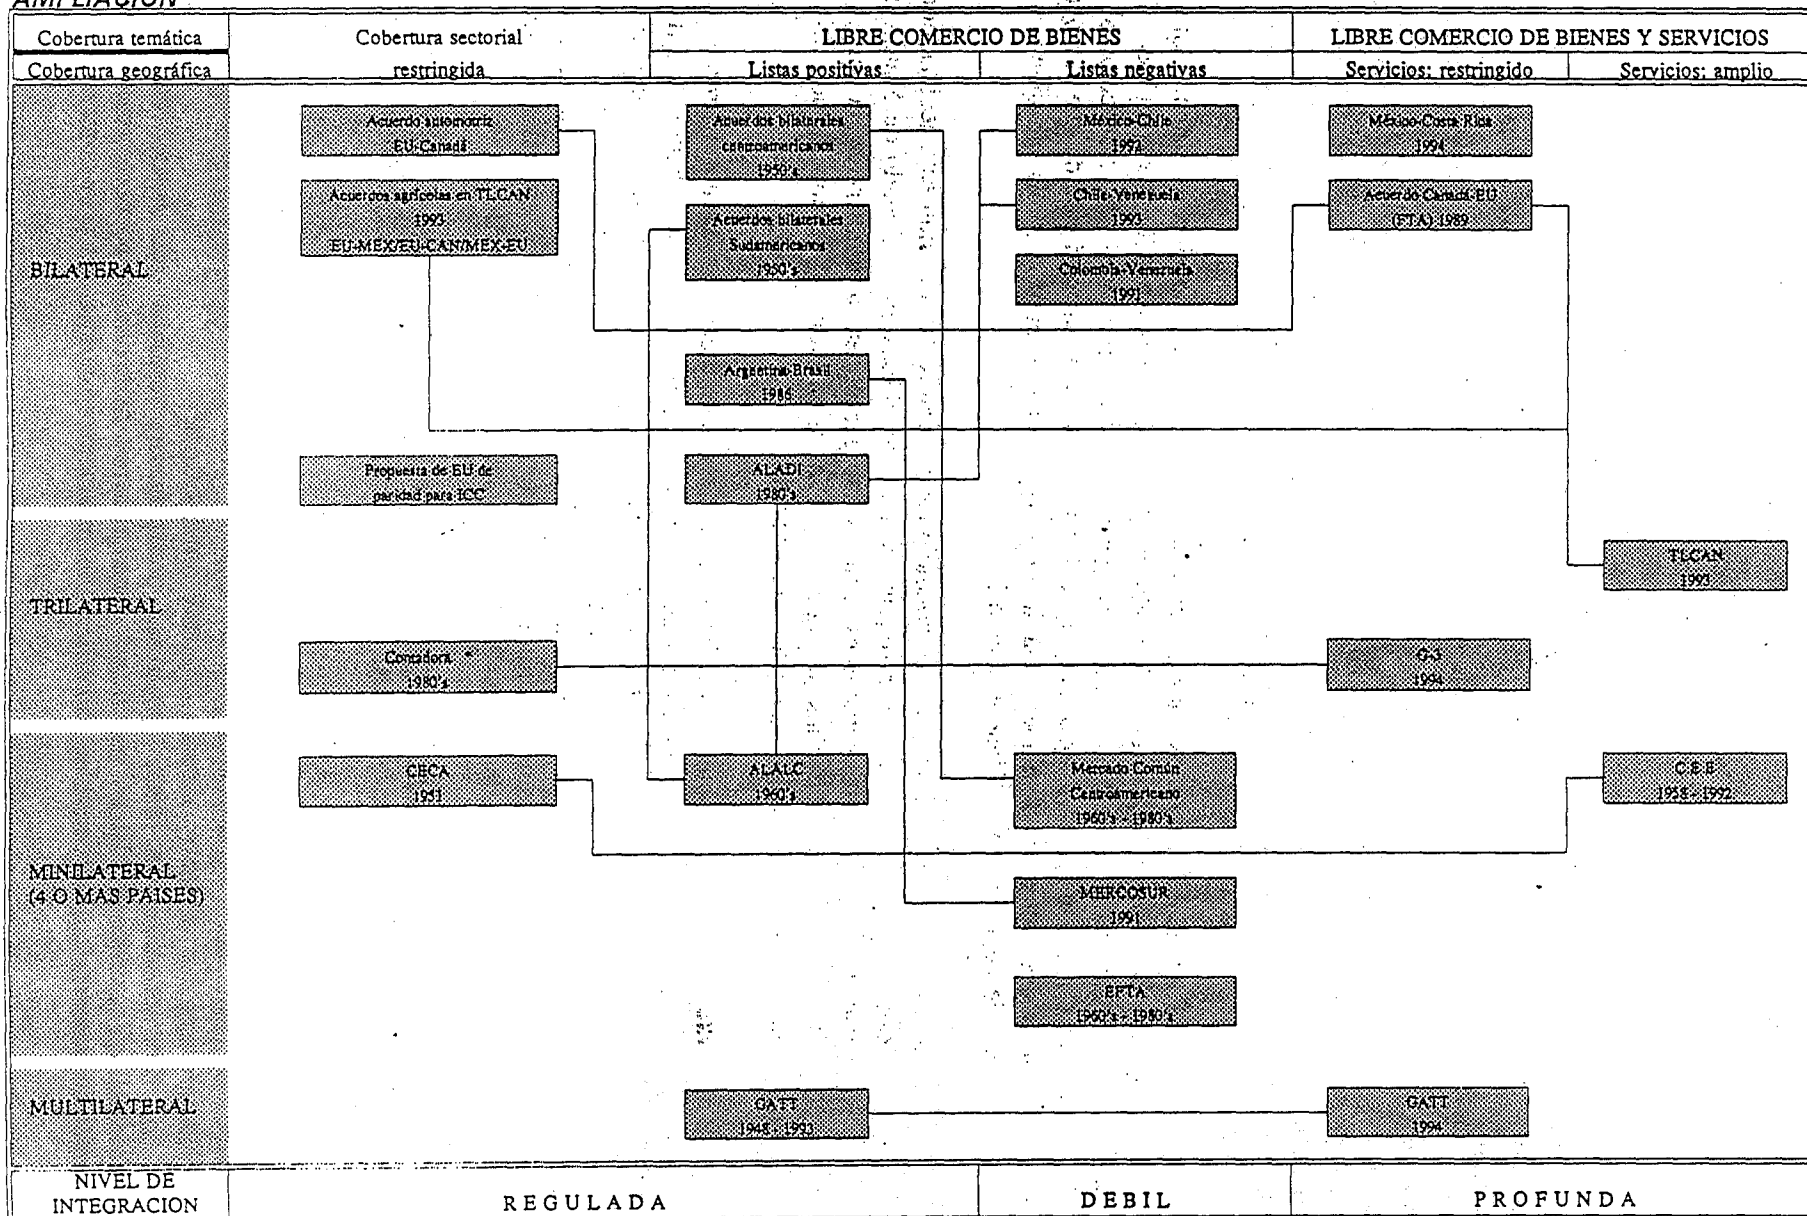 AMPLIACION
Cobertura temática
Cobertura sectorial
LIBRE COMERCIO DE BIENES
LIBRE COMERCIO DE BIENES Y SERVICIOS
Cobertura geográfica
restringida
Listas positivas
Listas negativas
Servicios: restringido
Servicios: amplio
BILATERAL
Acuerdo automotriz
EU-Canadá
Acuerdos bilaterales
centroamericanos
1950's
México-Chile
1992
México-Costa Rica
1994
Acuerdos agrícolas en TLCAN
1993
EU-MEX/EU-CAN/MEX-EU
Acuerdos bilaterales
Sudamericanos
1950's
Chile-Venezuela
1993
Acuerdo Canadá-EU
(FTA) 1989
Colombia-Venezuela
1991
Argentina-Brasil
1986
Propuesta de EU de
paridad para ICC
ALADI
1980's
TRILATERAL
TLCAN
1993
Contadora
1980's
G-3
1994
MINILATERAL
(4 O MAS PAISES)
CECA
1951
ALALC
1960's
Mercado Común
Centroamericano
1960's - 1980's
C.E.E.
1958 - 1992
MERCOSUR
1991
EFTA
1960's - 1980's
MULTILATERAL
GATT
1948 - 1993
GATT
1994
NIVEL DE
INTEGRACION
REGULADA
DEBIL
PROFUNDA